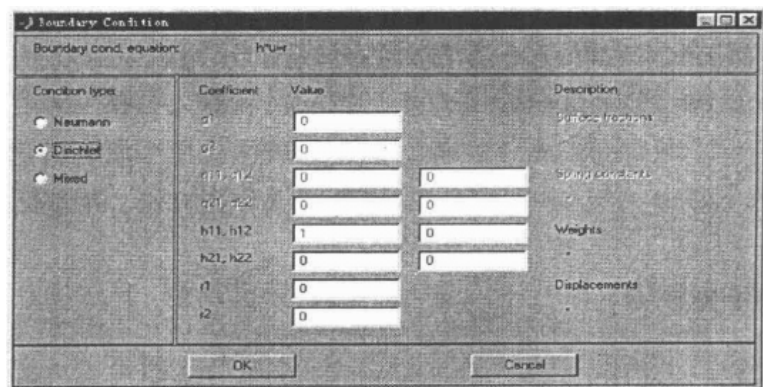 Boundary Condition
Boundary cond. equation: h*u=r
Condition type: Coefficient Value Description
Neumann g1 0 Surface tractions
Dirichlet g2 0 "
Mixed q11, q12 0 0 Spring constants
q21, q22 0 0 "
h11, h12 1 0 Weights
h21, h22 0 0 "
r1 0 Displacements
r2 0 "
OK Cancel